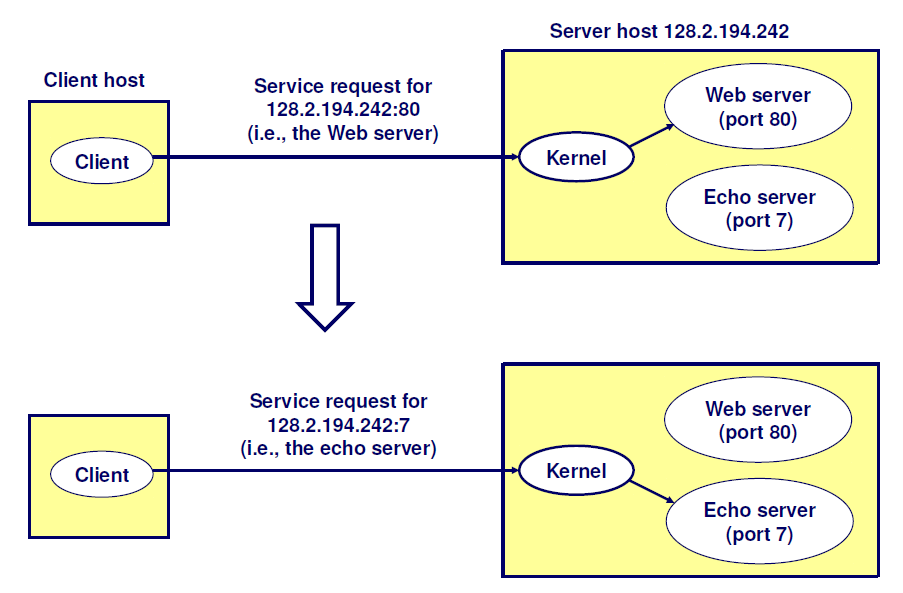 Server host 128.2.194.242
Client host
Service request for
128.2.194.242:80
(i.e., the Web server)
Web server
(port 80)
Client
Kernel
Echo server
(port 7)
Service request for
128.2.194.242:7
(i.e., the echo server)
Web server
(port 80)
Client
Kernel
Echo server
(port 7)